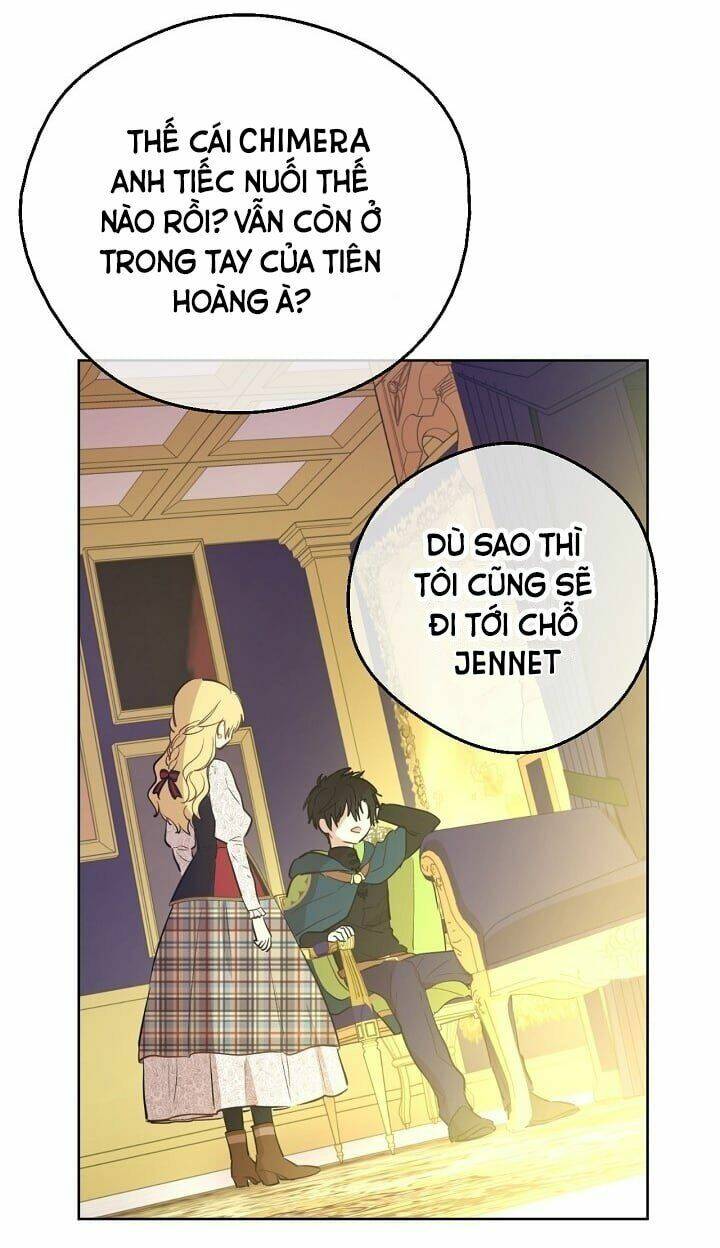 THẾ CÁI CHIMERA
ANH TIẾC NUỐI THẾ
NÀO RỒI? VẪN CÒN Ở
TRONG TAY CỦA TIÊN
HOÀNG À?
DÙ SAO THÌ
TÔI CŨNG SẼ
ĐI TỚI CHỖ
JENNET